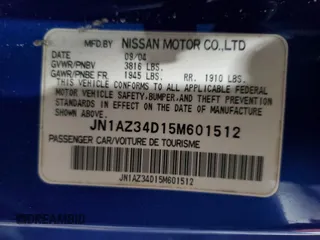 MFD BY NISSAN MOTOR CO.,LTD
DATE 09/04
GVWR/PNBV 3816 LBS.
GAWR/PNBE FR 1945 LBS. RR. 1910 LBS.
THIS VEHICLE CONFORMS TO ALL APPLICABLE
FEDERAL MOTOR VEHICLE SAFETY, BUMPER, AND THEFT
PREVENTION STANDARDS IN EFFECT ON THE DATE
OF MANUFACTURE SHOWN ABOVE.
JN1AZ34D15M601512
PASSENGER CAR/VOITURE DE TOURISME
JN1AZ34D15M601512
DREAMBID